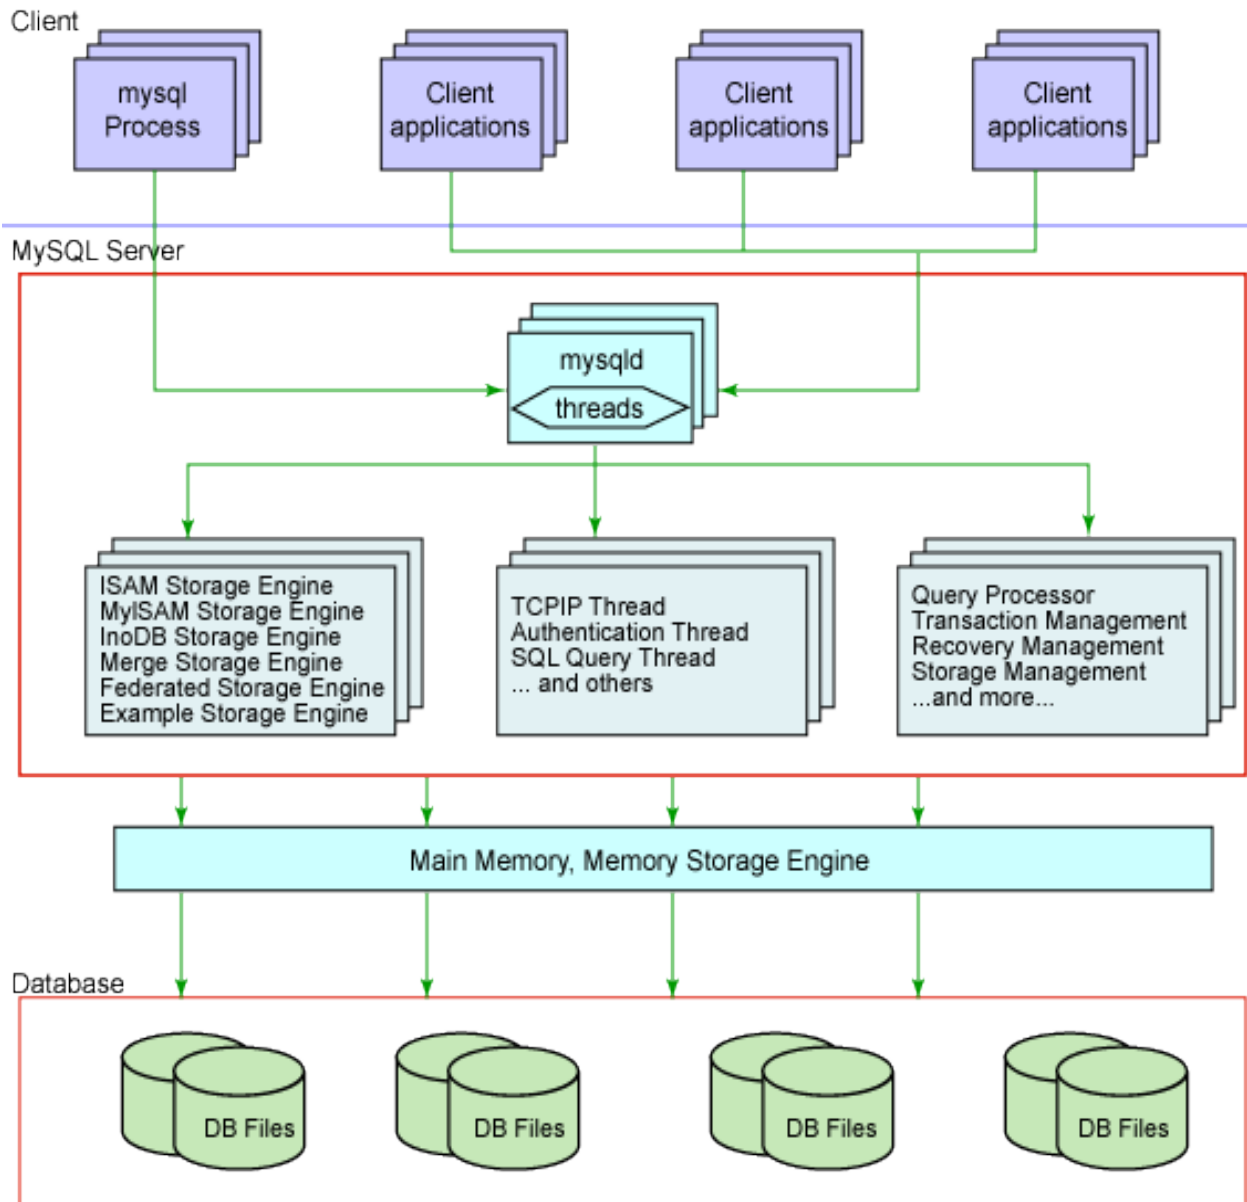 Client
mysql
Process
Client
applications
Client
applications
Client
applications
MySQL Server
mysqld
threads
ISAM Storage Engine
MyISAM Storage Engine
InoDB Storage Engine
Merge Storage Engine
Federated Storage Engine
Example Storage Engine
TCPIP Thread
Authentication Thread
SQL Query Thread
... and others
Query Processor
Transaction Management
Recovery Management
Storage Management
...and more...
Main Memory, Memory Storage Engine
Database
DB Files
DB Files
DB Files
DB Files